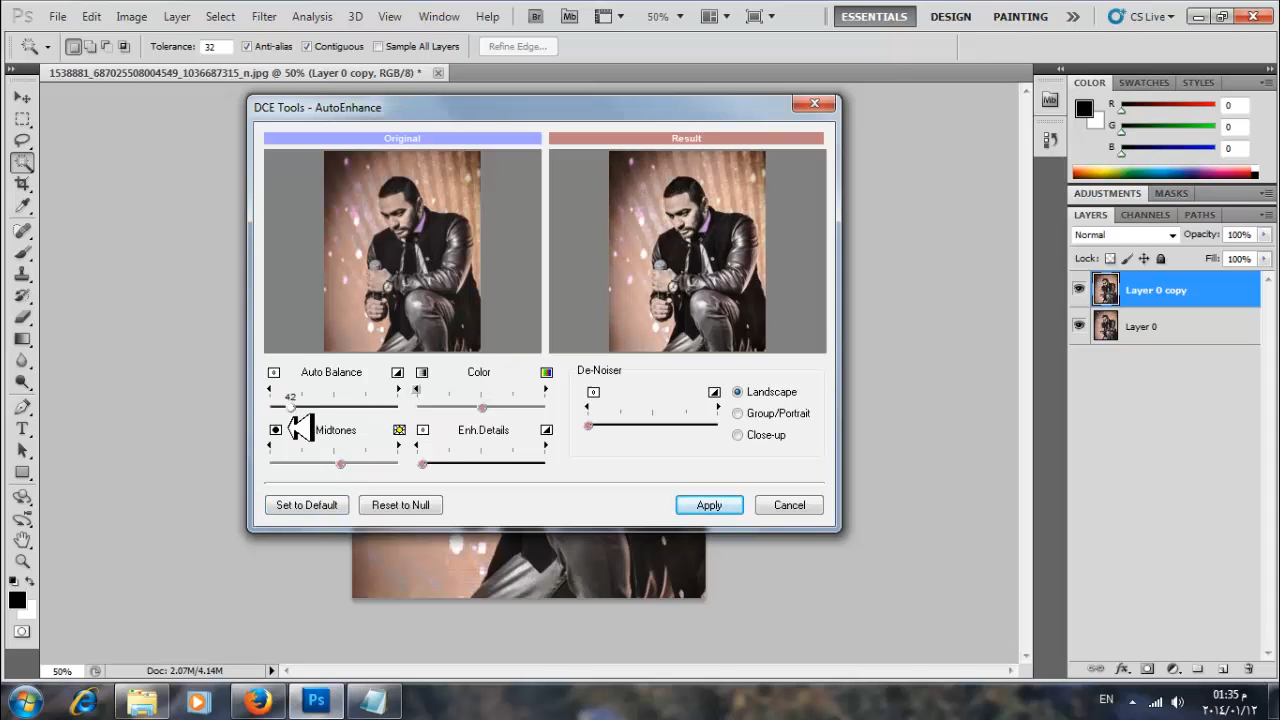 Ps File Edit Image Layer Select Filter Analysis 3D View Window Help Br Mb 50% ESSENTIALS DESIGN PAINTING CS Live
Tolerance: 32 Anti-alias Contiguous Sample All Layers Refine Edge...
1538881_687025508004549_1036687315_n.jpg @ 50% (Layer 0 copy, RGB/8) *
COLOR SWATCHES STYLES
Mb
R 0
G 0
B 0
ADJUSTMENTS MASKS
LAYERS CHANNELS PATHS
Normal Opacity: 100%
Lock: Fill: 100%
Layer 0 copy
Layer 0
DCE Tools - AutoEnhance
Original Result
Auto Balance Color De-Noiser
42
Landscape
Group/Portrait
Close-up
Midtones Enh.Details
Set to Default Reset to Null Apply Cancel
50% Doc: 2.07M/4.14M
Ps EN
01:35 م
٢٠١٤/٠١/١٢